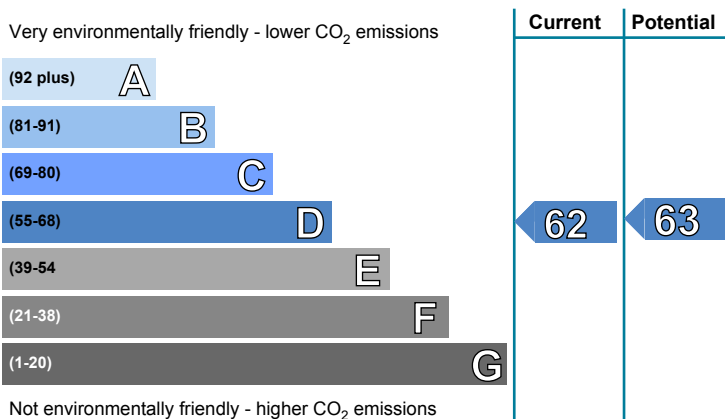 Current Potential
Very environmentally friendly - lower CO2 emissions
(92 plus) A
(81-91) B
(69-80) C
(55-68) D 62 63
(39-54 E
(21-38) F
(1-20) G
Not environmentally friendly - higher CO2 emissions